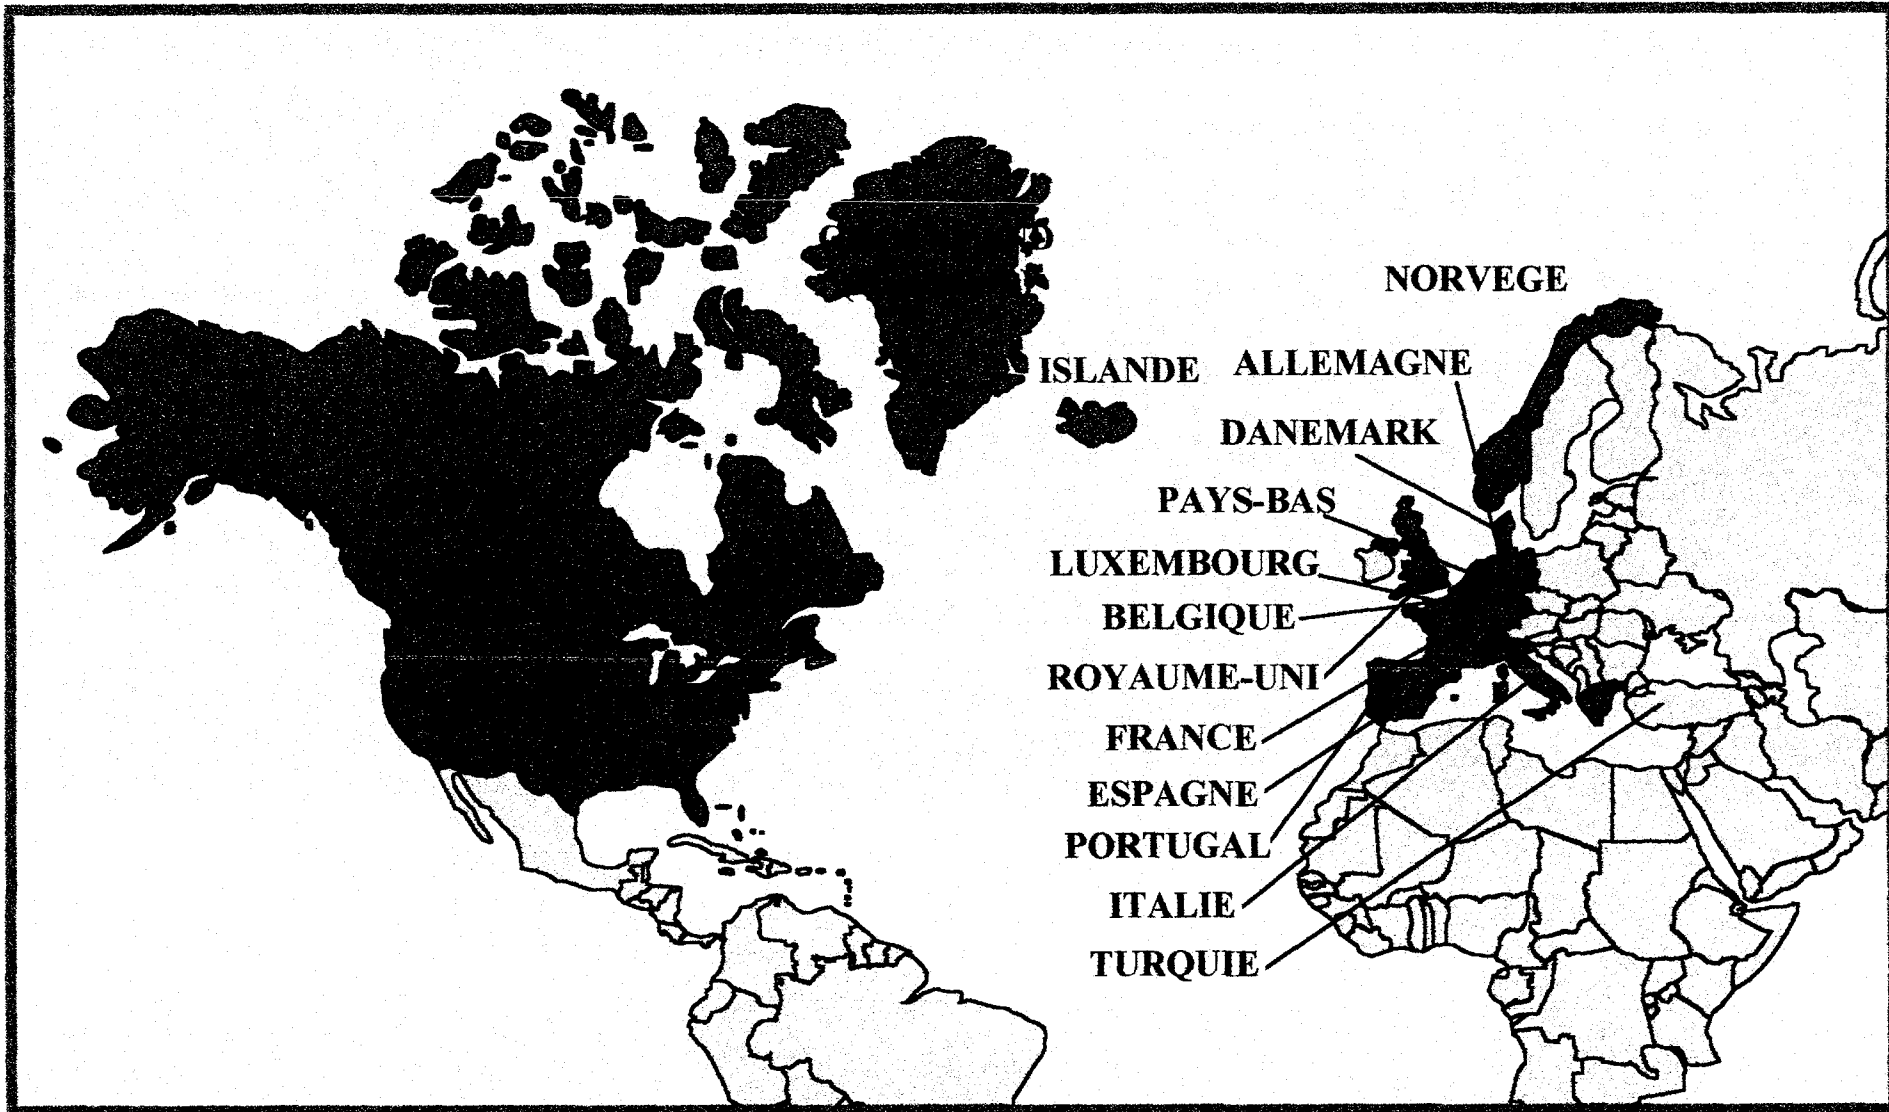 NORVEGE
ISLANDE
ALLEMAGNE
DANEMARK
PAYS-BAS
LUXEMBOURG
BELGIQUE
ROYAUME-UNI
FRANCE
ESPAGNE
PORTUGAL
ITALIE
TURQUIE